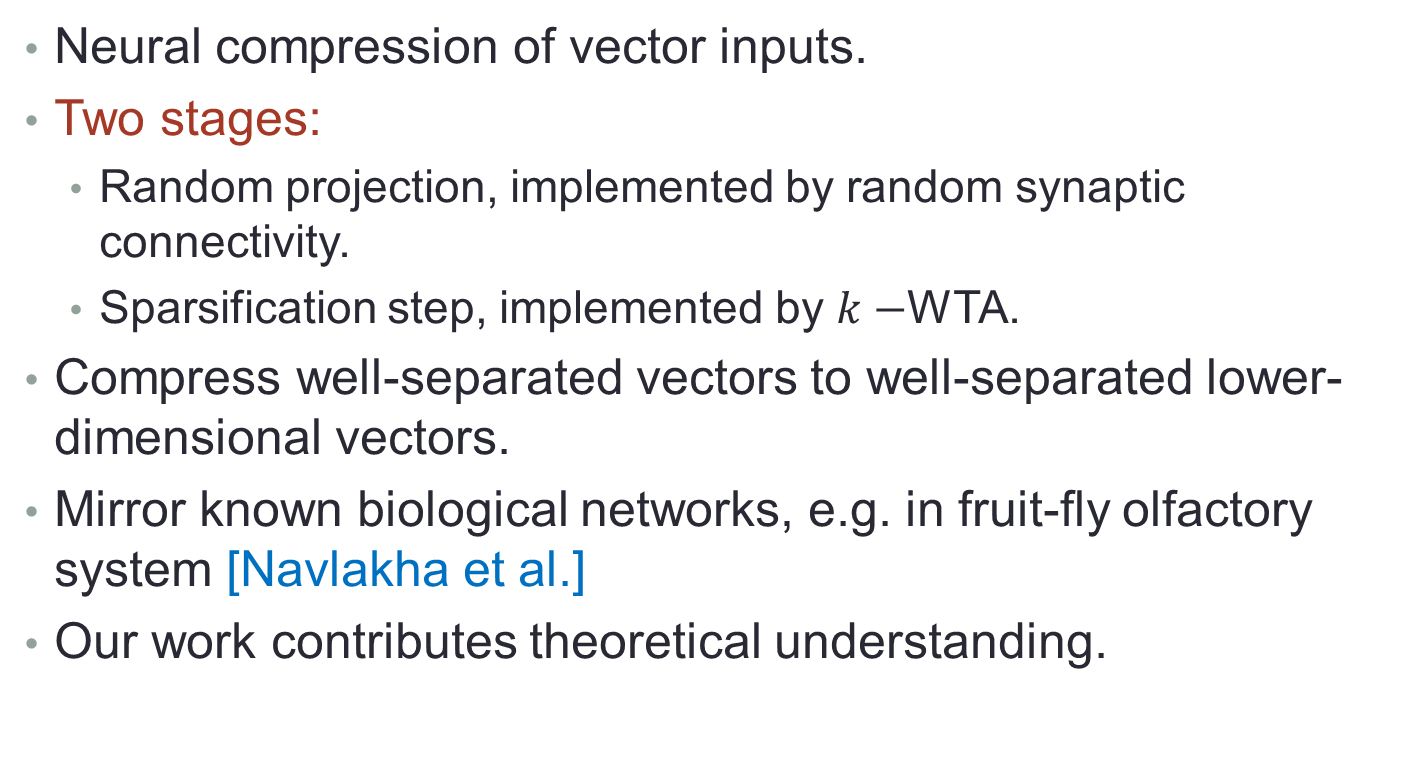 • Neural compression of vector inputs.
• Two stages:
• Random projection, implemented by random synaptic
connectivity.
• Sparsification step, implemented by k −WTA.
• Compress well-separated vectors to well-separated lower-
dimensional vectors.
• Mirror known biological networks, e.g. in fruit-fly olfactory
system [Navlakha et al.]
• Our work contributes theoretical understanding.